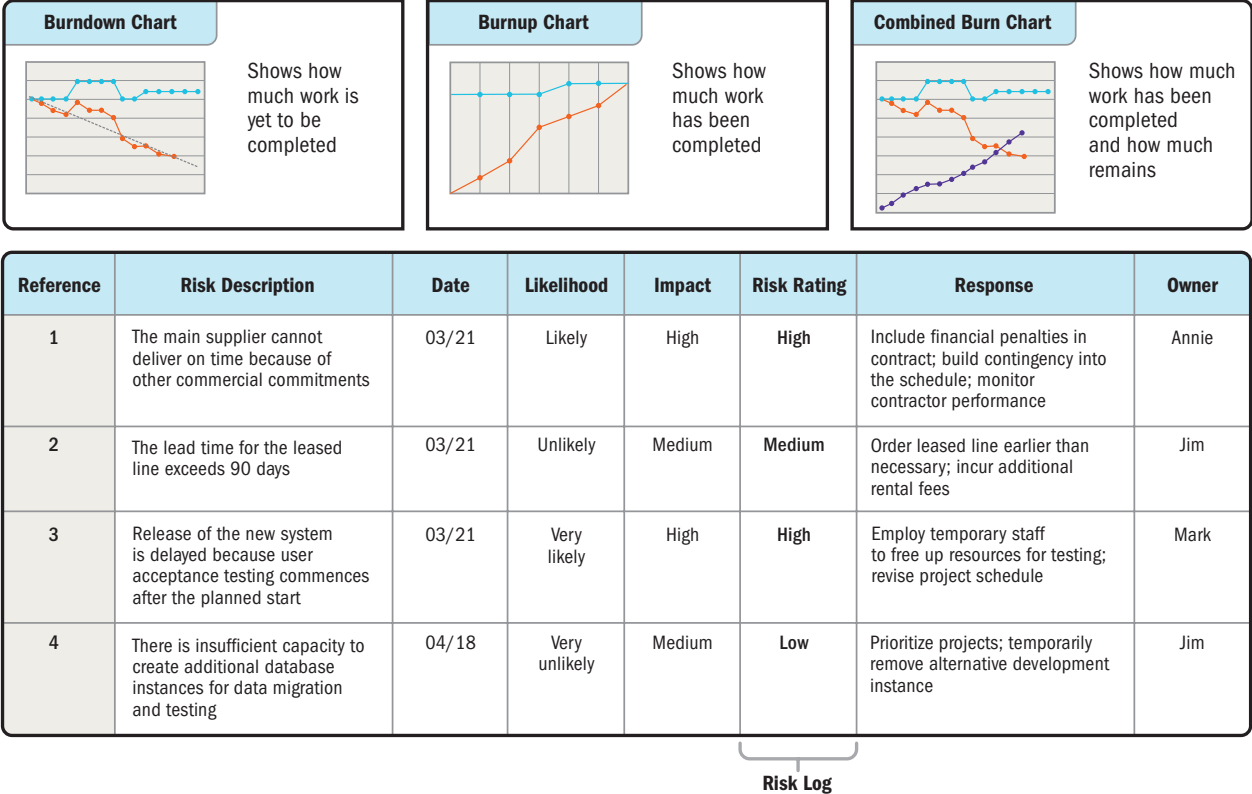 Burndown Chart
Shows how
much work is
yet to be
completed
Burnup Chart
Shows how
much work
has been
completed
Combined Burn Chart
Shows how much
work has been
completed
and how much
remains
Reference
Risk Description
Date
Likelihood
Impact
Risk Rating
Response
Owner
1
The main supplier cannot
deliver on time because of
other commercial commitments
03/21
Likely
High
High
Include financial penalties in
contract; build contingency into
the schedule; monitor
contractor performance
Annie
2
The lead time for the leased
line exceeds 90 days
03/21
Unlikely
Medium
Medium
Order leased line earlier than
necessary; incur additional
rental fees
Jim
3
Release of the new system
is delayed because user
acceptance testing commences
after the planned start
03/21
Very
likely
High
High
Employ temporary staff
to free up resources for testing;
revise project schedule
Mark
4
There is insufficient capacity to
create additional database
instances for data migration
and testing
04/18
Very
unlikely
Medium
Low
Prioritize projects; temporarily
remove alternative development
instance
Jim
Risk Log